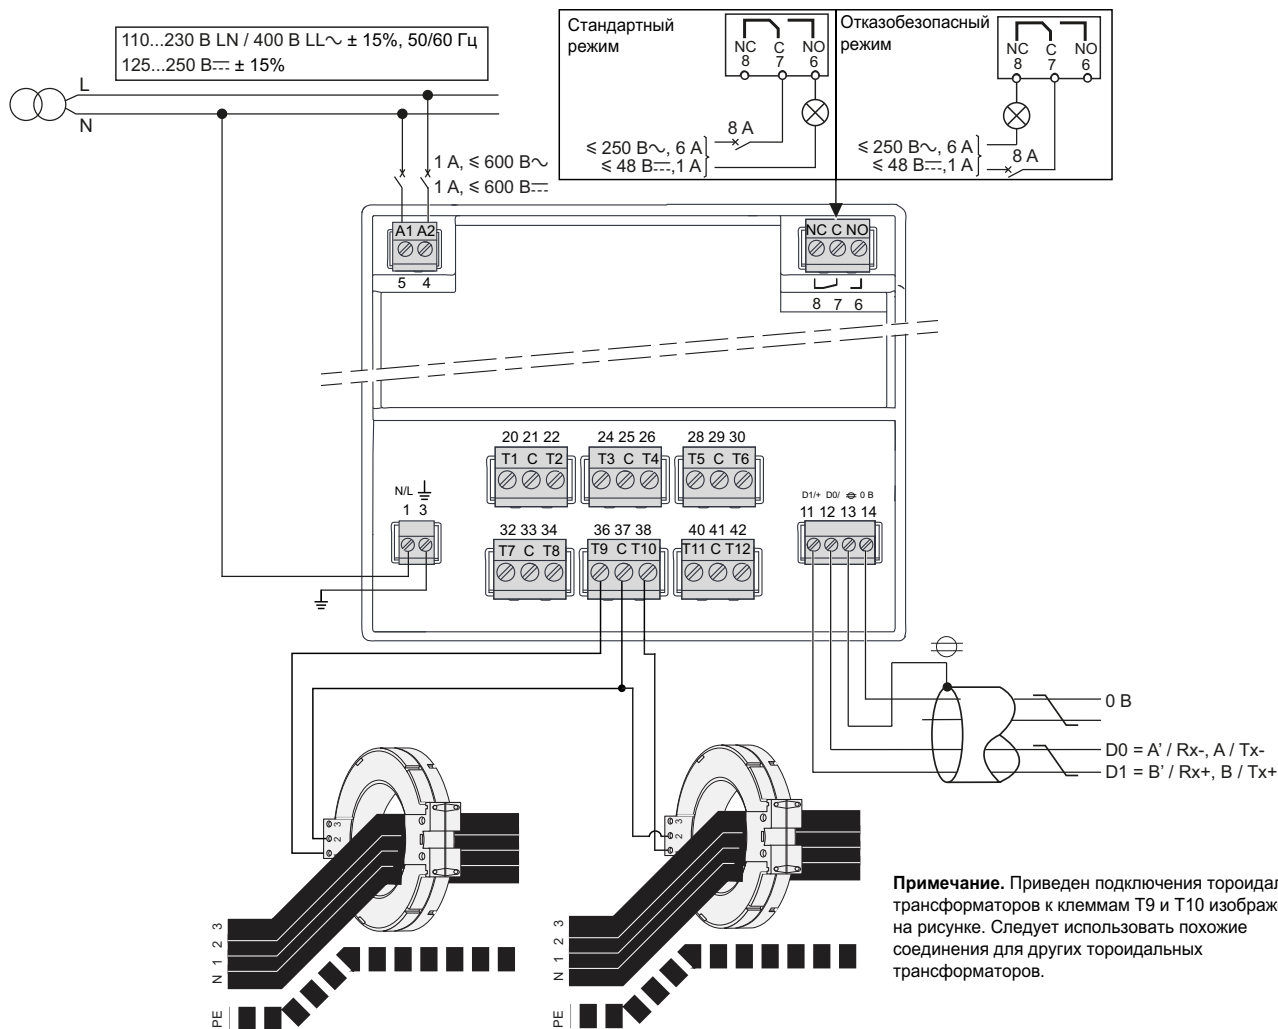 110...230 В LN / 400 В LL∿ ± 15%, 50/60 Гц
125...250 В⎓ ± 15%
L
N
1 А, ⩽ 600 В∿
1 А, ⩽ 600 В⎓
Стандартный
режим
NC C NO
8 7 6
8 А
⩽ 250 В∿, 6 А
⩽ 48 В⎓,1 А
Отказобезопасный
режим
NC C NO
8 7 6
⩽ 250 В∿, 6 А
⩽ 48 В⎓,1 А
8 А
A1 A2
5 4
NC C NO
8 7 6
20 21 22
T1 C T2
24 25 26
T3 C T4
28 29 30
T5 C T6
N/L
1 3
32 33 34
T7 C T8
36 37 38
T9 C T10
40 41 42
T11 C T12
D1/+ D0/ 0 В
11 12 13 14
0 В
D0 = A’ / Rx-, A / Tx-
D1 = B’ / Rx+, B / Tx+
3
2
3
2
N 1 2 3
PE
N 1 2 3
PE
Примечание. Приведен подключения тороидал
трансформаторов к клеммам T9 и T10 изображ
на рисунке. Следует использовать похожие
соединения для других тороидальных
трансформаторов.